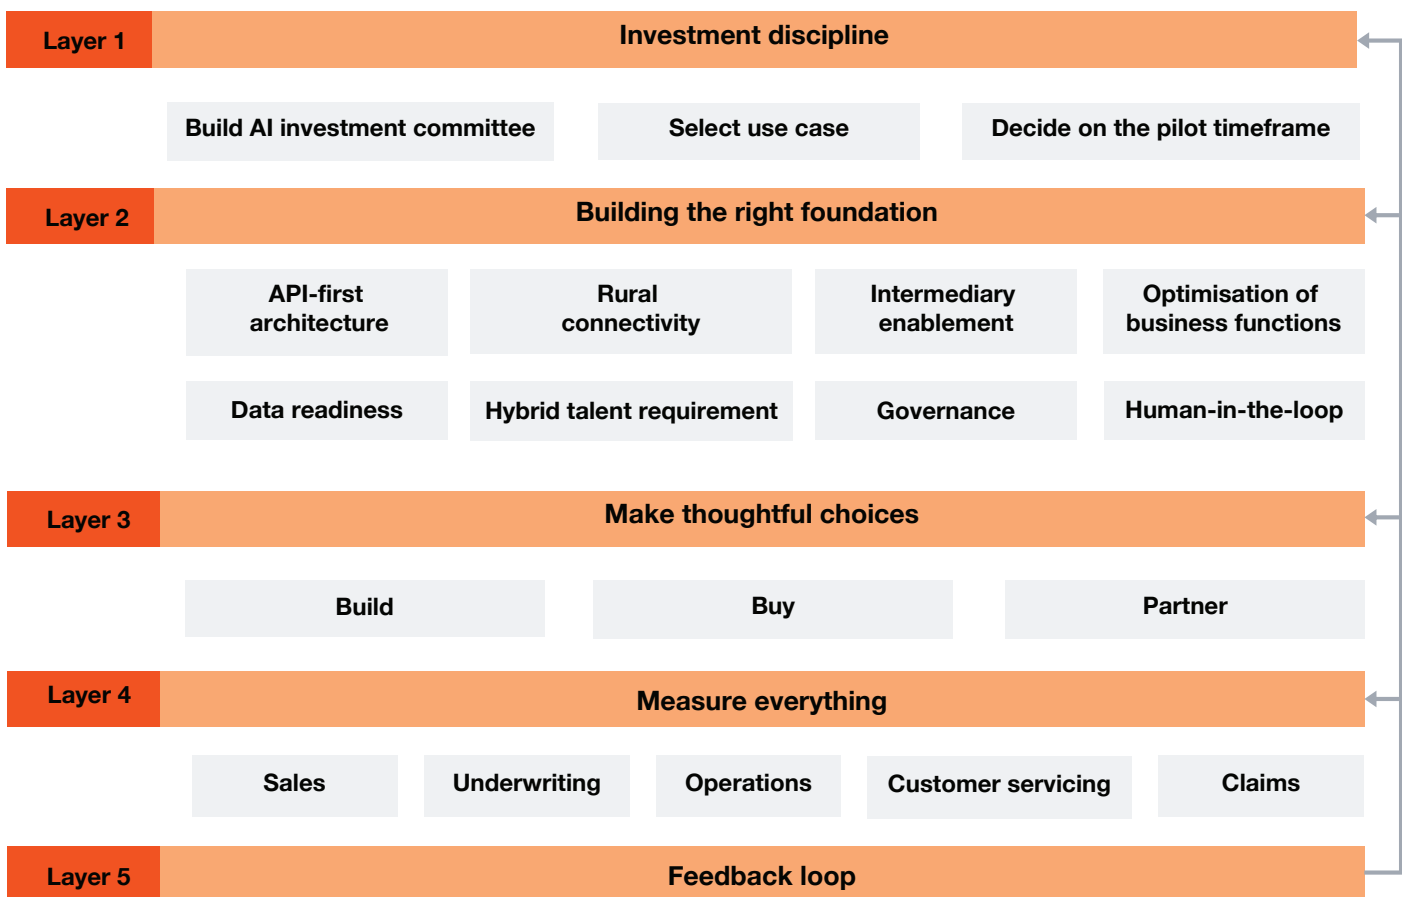 Layer 1
Investment discipline
Build AI investment committee
Select use case
Decide on the pilot timeframe
Layer 2
Building the right foundation
API-first
architecture
Rural
connectivity
Intermediary
enablement
Optimisation of
business functions
Data readiness
Hybrid talent requirement
Governance
Human-in-the-loop
Layer 3
Make thoughtful choices
Build
Buy
Partner
Layer 4
Measure everything
Sales
Underwriting
Operations
Customer servicing
Claims
Layer 5
Feedback loop